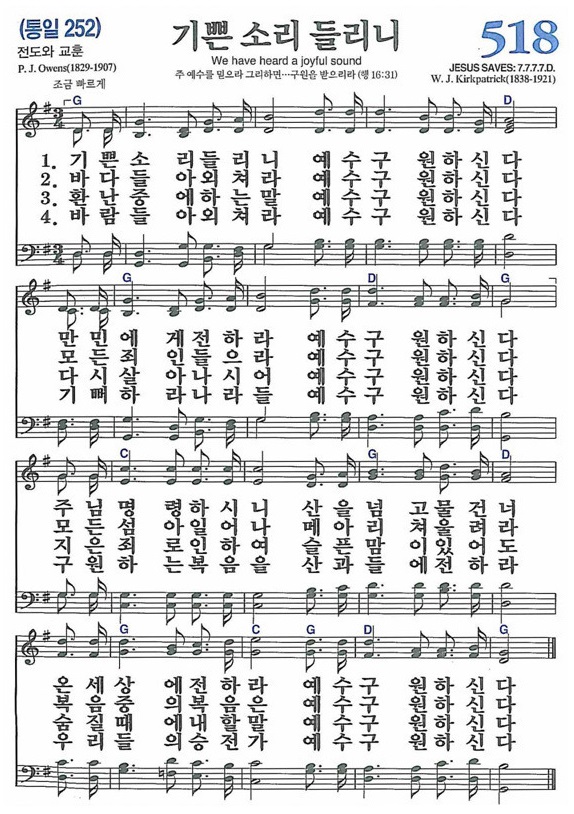 (통일 252)
기쁜 소리 들리니
518
전도와 교훈
We have heard a joyful sound
P. J. Owens(1829-1907)
주 예수를 믿으라 그리하면…구원을 받으리라 (행 16:31)
JESUS SAVES: 7.7.7.7.D.
W. J. Kirkpatrick(1838-1921)
조금 빠르게
G D
1. 기쁜소 리들리니 예수구 원하신다
2. 바다들 아외쳐라 예수구 원하신다
3. 환난중 에하는말 예수구 원하신다
4. 바람들 아외쳐라 예수구 원하신다
G D G
만민에 게전하라 예수구 원하신다
모든죄 인들으라 예수구 원하신다
다시살 아나시어 예수구 원하신다
기뻐하 라나라들 예수구 원하신다
C G D
주님명 령하시니 산을넘 고물건너
모든섬 아일어나 메아리 쳐울려라
지은죄 로인하여 슬픈맘 이있어도
구원하 는복음을 산과들 에전하라
G C G D G
온세상 에전하라은 예수구 원하신다
복음중 의복음은 예수구 원하신다
숨질때 에내할말 예수구 원하신다
우리들 의승전가 예수구 원하신다